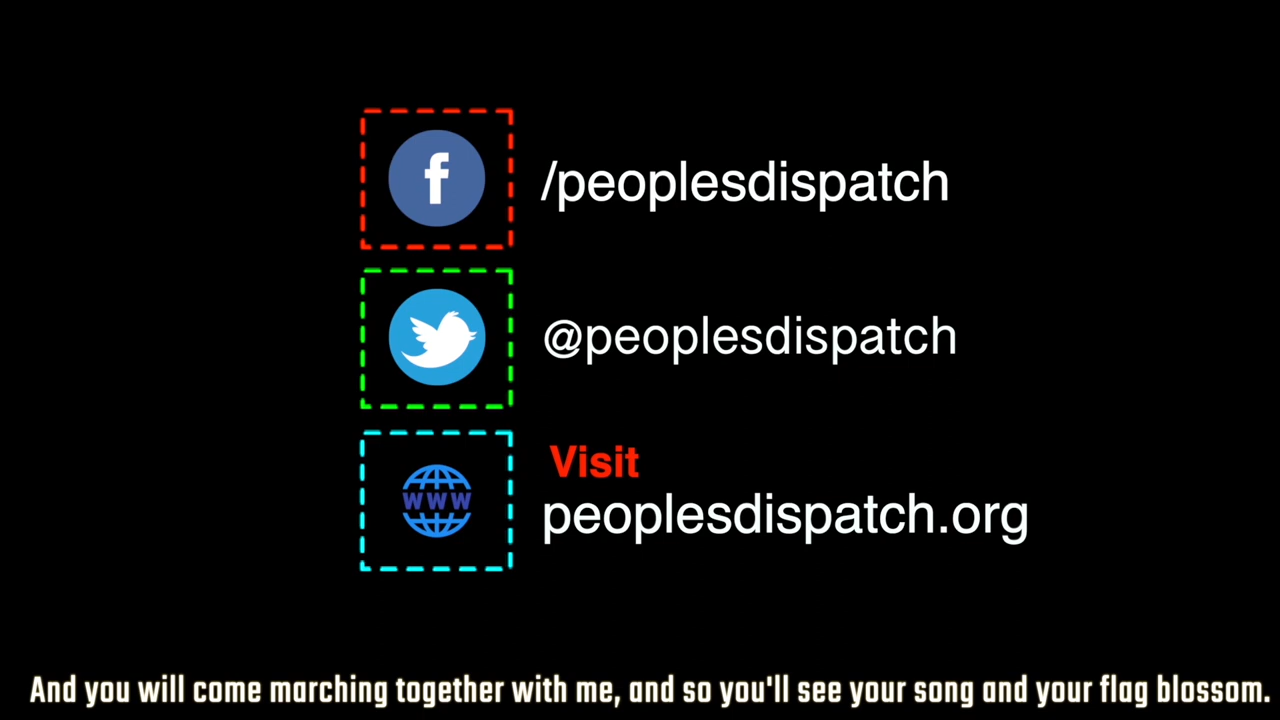 f
/peoplesdispatch
@peoplesdispatch
Visit
www
peoplesdispatch.org
And you will come marching together with me, and so you'll see your song and your flag blossom.